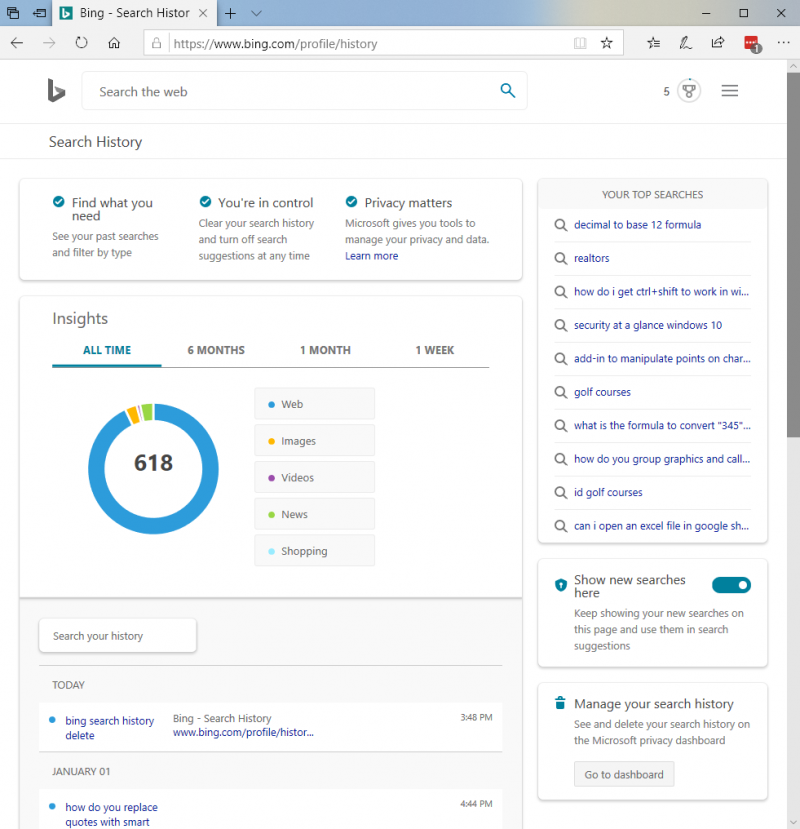 Bing - Search Histor
https://www.bing.com/profile/history
1
Search the web
5
Search History
Find what you
need
See your past searches
and filter by type
You're in control
Clear your search history
and turn off search
suggestions at any time
Privacy matters
Microsoft gives you tools to
manage your privacy and data.
Learn more
Insights
ALL TIME
6 MONTHS
1 MONTH
1 WEEK
618
Web
Images
Videos
News
Shopping
Search your history
TODAY
bing search history
delete
Bing - Search History
www.bing.com/profile/histor...
3:48 PM
JANUARY 01
how do you replace
quotes with smart
4:44 PM
YOUR TOP SEARCHES
decimal to base 12 formula
realtors
how do i get ctrl+shift to work in wi...
security at a glance windows 10
add-in to manipulate points on char...
golf courses
what is the formula to convert "345"...
how do you group graphics and call...
id golf courses
can i open an excel file in google sh...
Show new searches
here
Keep showing your new searches on
this page and use them in search
suggestions
Manage your search history
See and delete your search history on
the Microsoft privacy dashboard
Go to dashboard